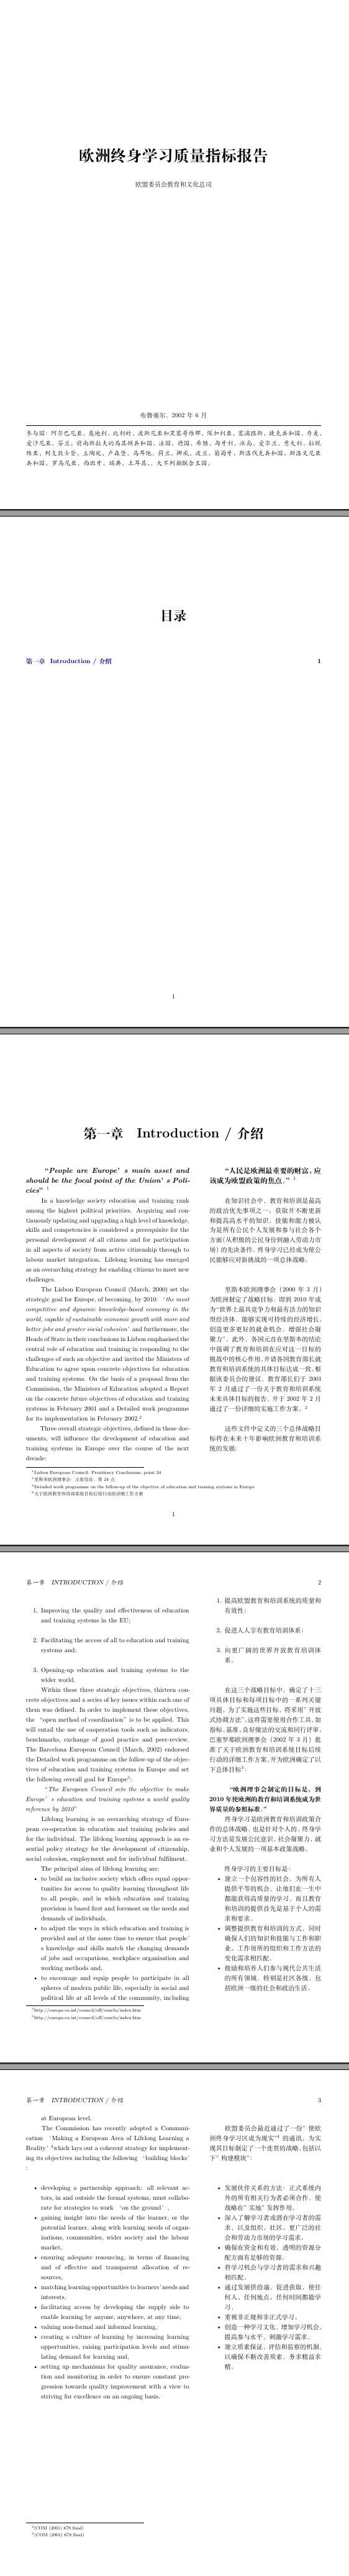 欧洲终身学习质量指标报告
欧盟委员会教育和文化总司
布鲁塞尔，2002 年 6 月
参与国：阿尔巴尼亚、奥地利、比利时、波斯尼亚和黑塞哥维那、保加利亚、塞浦路斯、捷克共和国、丹麦、
爱沙尼亚、芬兰、前南斯拉夫的马其顿共和国、法国、德国、希腊、匈牙利、冰岛、爱尔兰、意大利、拉脱
维亚、列支敦士登、立陶宛、卢森堡、马耳他、荷兰、挪威、波兰、葡萄牙、斯洛伐克共和国、斯洛文尼亚
共和国、罗马尼亚、西班牙、瑞典、土耳其、、大不列颠联合王国。
目录
第一章 Introduction / 介绍 1
1
第一章 Introduction / 介绍
“People are Europe’ s main asset and
should be the focal point of the Union’ s Poli-
cies” 1
In a knowledge society education and training rank
among the highest political priorities. Acquiring and con-
tinuously updating and upgrading a high level of knowledge,
skills and competencies is considered a prerequisite for the
personal development of all citizens and for participation
in all aspects of society from active citizenship through to
labour market integration. Lifelong learning has emerged
as an overarching strategy for enabling citizens to meet new
challenges.
The Lisbon European Council (March, 2000) set the
strategic goal for Europe, of becoming, by 2010: “the most
competitive and dynamic knowledge-based economy in the
world, capable of sustainable economic growth with more and
better jobs and greater social cohesion” and furthermore, the
Heads of State in their conclusions in Lisbon emphasised the
central role of education and training in responding to the
challenges of such an objective and invited the Ministers of
Education to agree upon concrete objectives for education
and training systems. On the basis of a proposal from the
Commission, the Ministers of Education adopted a Report
on the concrete future objectives of education and training
systems in February 2001 and a Detailed work programme
for its implementation in February 2002.2
Three overall strategic objectives, defined in these doc-
uments, will influence the development of education and
training systems in Europe over the course of the next
decade:
“人民是欧洲最重要的财富，应
该成为欧盟政策的焦点。” 1
在知识社会中，教育和培训是最高
的政治优先事项之一。获取并不断更新
和提高高水平的知识、技能和能力被认
为是所有公民个人发展和参与社会各个
方面（从积极的公民身份到融入劳动力市
场）的先决条件。终身学习已经成为使公
民能够应对新挑战的一项总体战略。
里斯本欧洲理事会（2000 年 3 月）
为欧洲制定了战略目标，即到 2010 年成
为“世界上最具竞争力和最有活力的知识
型经济体，能够实现可持续的经济增长，
创造更多更好的就业机会，增强社会凝
聚力”。此外，各国元首在里斯本的结论
中强调了教育和培训在应对这一目标的
挑战中的核心作用，并请各国教育部长就
教育和培训系统的具体目标达成一致。根
据该委员会的建议，教育部长们于 2001
年 2 月通过了一份关于教育和培训系统
未来具体目标的报告，并于 2002 年 2 月
通过了一份详细的实施工作方案。2
这些文件中定义的三个总体战略目
标将在未来十年影响欧洲教育和培训系
统的发展:
1Lisbon European Council: Presidency Conclusions, point 24
1里斯本欧洲理事会：主席结论，第 24 点
2Detailed work programme on the follow-up of the objective of education and training systems in Europe
2关于欧洲教育和培训系统目标后续行动的详细工作方案
1
第一章 INTRODUCTION / 介绍 2
1. Improving the quality and effectiveness of education
and training systems in the EU;
2. Facilitating the access of all to education and training
systems and;
3. Opening-up education and training systems to the
wider world.
Within these three strategic objectives, thirteen con-
crete objectives and a series of key issues within each one of
them was defined. In order to implement these objectives,
the “open method of coordination” is to be applied. This
will entail the use of cooperation tools such as indicators,
benchmarks, exchange of good practice and peer-review.
The Barcelona European Council (March, 2002) endorsed
the Detailed work programme on the follow-up of the objec-
tives of education and training systems in Europe and set
the following overall goal for Europe3:
“The European Council sets the objective to make
Europe’ s education and training systems a world quality
reference by 2010”
Lifelong learning is an overarching strategy of Euro-
pean co-operation in education and training policies and
for the individual. The lifelong learning approach is an es-
sential policy strategy for the development of citizenship,
social cohesion, employment and for individual fulfilment.
The principal aims of lifelong learning are:
• to build an inclusive society which offers equal oppor-
tunities for access to quality learning throughout life
to all people, and in which education and training
provision is based first and foremost on the needs and
demands of individuals,
• to adjust the ways in which education and training is
provided and at the same time to ensure that people’
s knowledge and skills match the changing demands
of jobs and occupations, workplace organisation and
working methods and,
• to encourage and equip people to participate in all
spheres of modern public life, especially in social and
political life at all levels of the community, including
1. 提高欧盟教育和培训系统的质量和
有效性；
2. 促进人人享有教育培训体系；
3. 向更广阔的世界开放教育培训体
系。
在这三个战略目标中，确定了十三
项具体目标和每项目标中的一系列关键
问题。为了实施这些目标，将采用“开放
式协调方法”。这将需要使用合作工具，如
指标、基准、良好做法的交流和同行评审。
巴塞罗那欧洲理事会（2002 年 3 月）批
准了关于欧洲教育和培训系统目标后续
行动的详细工作方案，并为欧洲确定了以
下总体目标3:
“欧洲理事会制定的目标是，到
2010 年使欧洲的教育和培训系统成为世
界质量的参照标准。”
终身学习是欧洲教育和培训政策合
作的总体战略，也是针对个人的。终身学
习方法是发展公民意识、社会凝聚力、就
业和个人发展的一项基本政策战略。
终身学习的主要目标是：
• 建立一个包容性的社会，为所有人
提供平等的机会，让他们在一生中
都能获得高质量的学习，而且教育
和培训的提供首先是基于个人的需
求和要求。
• 调整提供教育和培训的方式，同时
确保人们的知识和技能与工作和职
业、工作场所的组织和工作方法的
变化需求相匹配。
• 鼓励和培养人们参与现代公共生活
的所有领域，特别是社区各级，包
括欧洲一级的社会和政治生活。
3http://europa.eu.int/council/off/conclu/index.htm
3http://europa.eu.int/council/off/conclu/index.htm
第一章 INTRODUCTION / 介绍 3
at European level.
The Commission has recently adopted a Communi-
cation ‘Making a European Area of Lifelong Learning a
Reality’ 4which lays out a coherent strategy for implement-
ing its objectives including the following ‘building blocks’
:
• developing a partnership approach: all relevant ac-
tors, in and outside the formal systems, must collabo-
rate for strategies to work ‘on the ground’ ,
• gaining insight into the needs of the learner, or the
potential learner, along with learning needs of organ-
isations, communities, wider society and the labour
market,
• ensuring adequate resourcing, in terms of financing
and of effective and transparent allocation of re-
sources,
• matching learning opportunities to learners’ needs and
interests,
• facilitating access by developing the supply side to
enable learning by anyone, anywhere, at any time,
• valuing non-formal and informal learning,
• creating a culture of learning by increasing learning
opportunities, raising participation levels and stimu-
lating demand for learning and,
• setting up mechanisms for quality assurance, evalua-
tion and monitoring in order to ensure constant pro-
gression towards quality improvement with a view to
striving for excellence on an ongoing basis.
欧盟委员会最近通过了一份“使欧
洲终身学习区成为现实”4 的通讯，为实
现其目标制定了一个连贯的战略，包括以
下“构建模块”:
• 发展伙伴关系的方法：正式系统内
外的所有相关行为者必须合作，使
战略在“实地”发挥作用。
• 深入了解学习者或潜在学习者的需
求，以及组织、社区、更广泛的社
会和劳动力市场的学习需求。
• 确保在资金和有效、透明的资源分
配方面有足够的资源。
• 将学习机会与学习者的需求和兴趣
相匹配。
• 通过发展供给端，促进获取，使任
何人、任何地点、任何时间都能学
习。
• 重视非正规和非正式学习。
• 创造一种学习文化，增加学习机会，
提高参与水平，刺激学习需求。
• 建立质素保证、评估和监察的机制，
以确保不断改善质素，务求精益求
精。
4(COM (2001) 678 final)
4(COM (2001) 678 final)